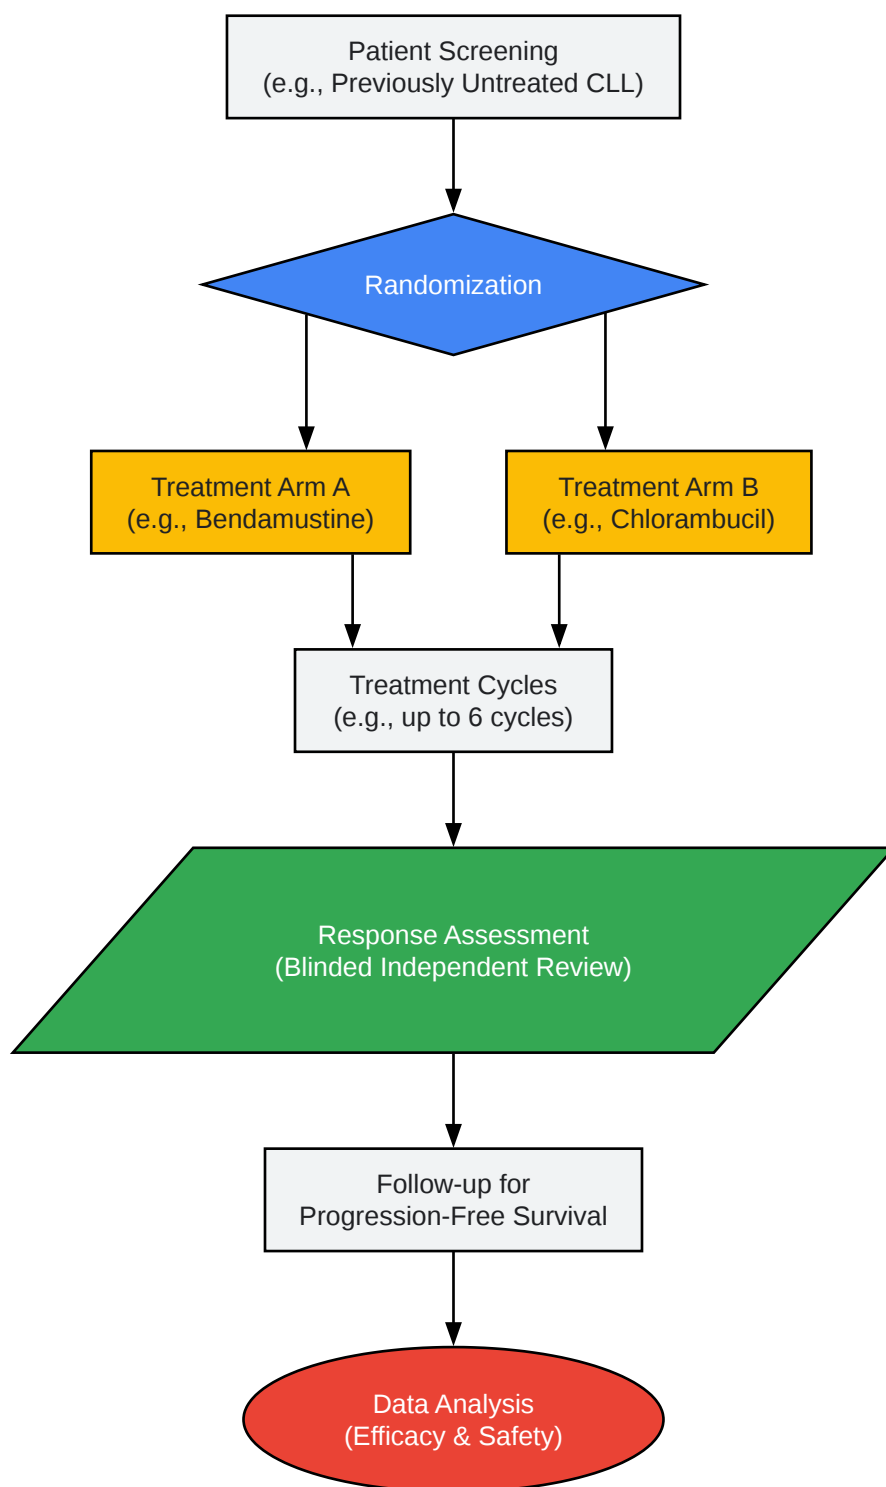 Patient Screening
(e.g., Previously Untreated CLL)
Randomization
Treatment Arm A
(e.g., Bendamustine)
Treatment Arm B
(e.g., Chlorambucil)
Treatment Cycles
(e.g., up to 6 cycles)
Response Assessment
(Blinded Independent Review)
Follow-up for
Progression-Free Survival
Data Analysis
(Efficacy & Safety)